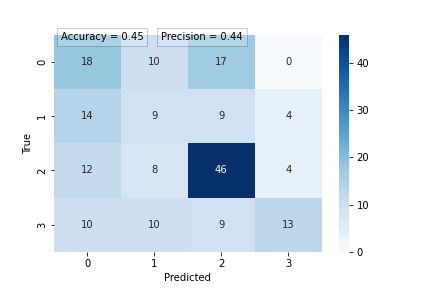 Accuracy = 0.45 Precision = 0.44
0 18 10 17 0
1 14 9 9 4
2 12 8 46 4
3 10 10 9 13
0 1 2 3
Predicted
True
40
30
20
10
0